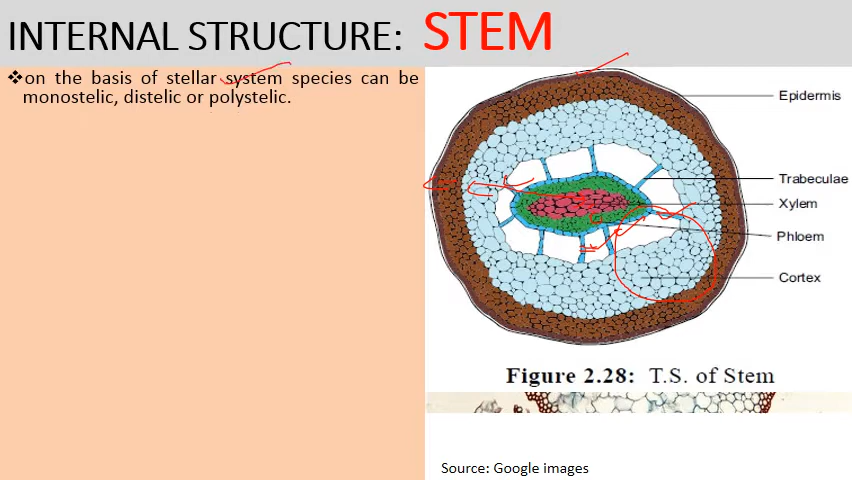 INTERNAL STRUCTURE: STEM
❖on the basis of stellar system species can be
monostelic, distelic or polystelic.
Epidermis
Trabeculae
Xylem
Phloem
Cortex
Figure 2.28: T.S. of Stem
Source: Google images